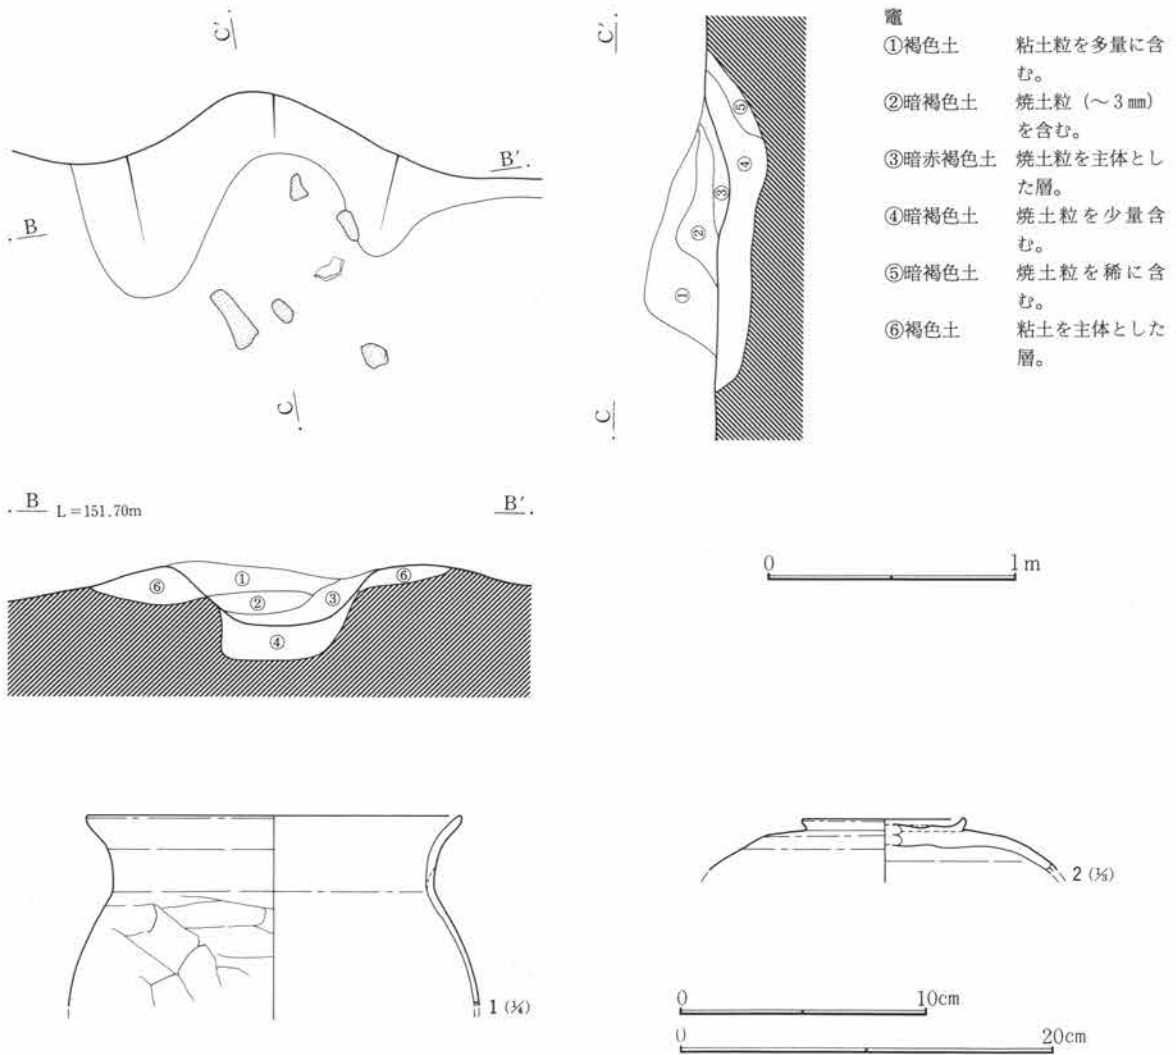 竈
①褐色土 粘土粒を多量に含
む。
②暗褐色土 焼土粒（～3㎜）
を含む。
③暗赤褐色土 焼土粒を主体とし
た層。
④暗褐色土 焼土粒を少量含
む。
⑤暗褐色土 焼土粒を稀に含
む。
⑥褐色土 粘土を主体とした
層。
C′
B′
B
C
C′
⑤
④
③
②
①
C
B L=151.70m B′
⑥ ① ② ③ ④ ⑥
0 1m
1 (¼)
2 (⅓)
0 10cm
0 20cm